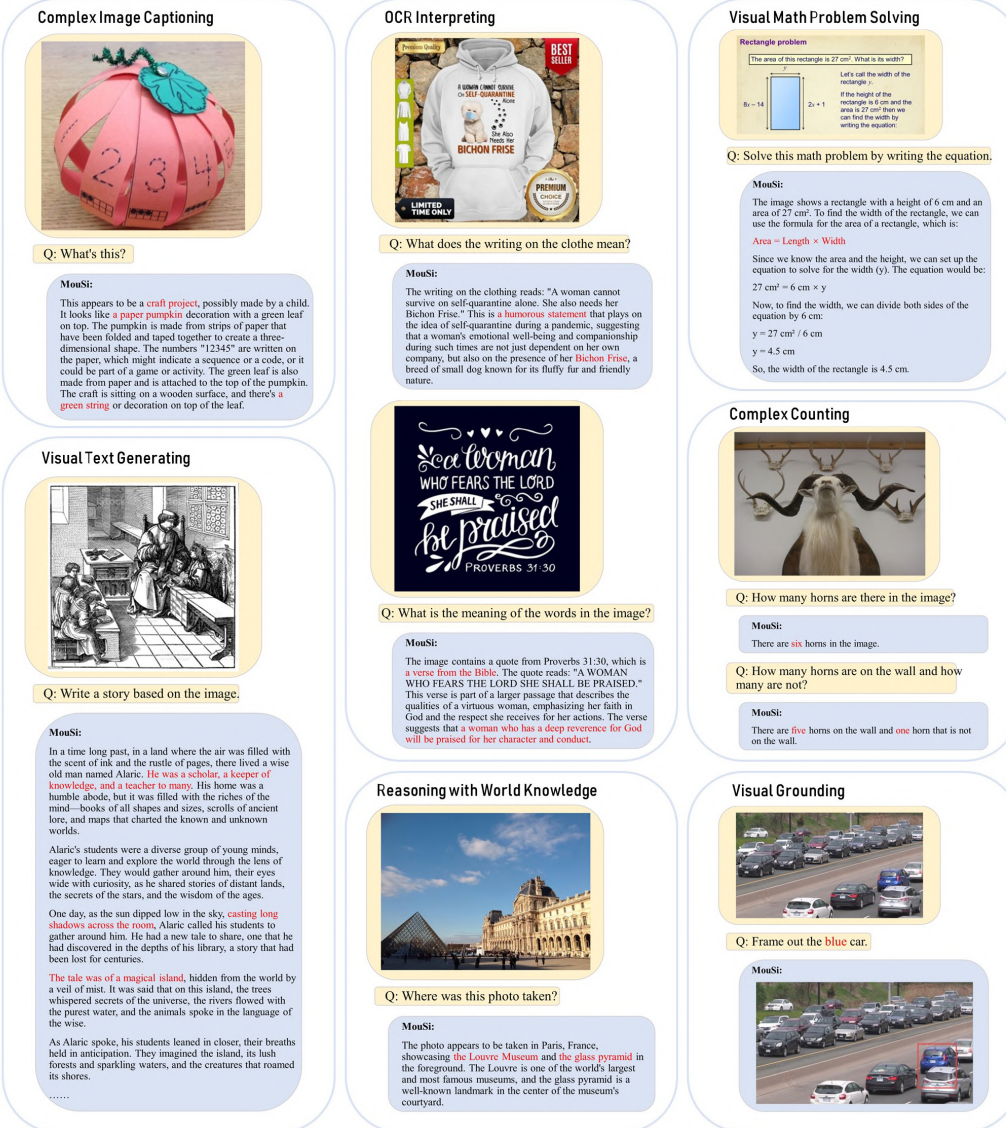 Complex Image Captioning
1
2
3
4
Q: What's this?
MouSi:
This appears to be a craft project, possibly made by a child.
It looks like a paper pumpkin decoration with a green leaf
on top. The pumpkin is made from strips of paper that
have been folded and taped together to create a three-
dimensional shape. The numbers "12345" are written on
the paper, which might indicate a sequence or a code, or it
could be part of a game or activity. The green leaf is also
made from paper and is attached to the top of the pumpkin.
The craft is sitting on a wooden surface, and there's a
green string or decoration on top of the leaf.
Visual Text Generating
Q: Write a story based on the image.
MouSi:
In a time long past, in a land where the air was filled with
the scent of ink and the rustle of pages, there lived a wise
old man named Alaric. He was a scholar, a keeper of
knowledge, and a teacher to many. His home was a
humble abode, but it was filled with the riches of the
mind—books of all shapes and sizes, scrolls of ancient
lore, and maps that charted the known and unknown
worlds.
Alaric's students were a diverse group of young minds,
eager to learn and explore the world through the lens of
knowledge. They would gather around him, their eyes
wide with curiosity, as he shared stories of distant lands,
the secrets of the stars, and the wisdom of the ages.
One day, as the sun dipped low in the sky, casting long
shadows across the room, Alaric called his students to
gather around him. He had a new tale to share, one that he
had discovered in the depths of his library, a story that had
been lost for centuries.
The tale was of a magical island, hidden from the world by
a veil of mist. It was said that on this island, the trees
whispered secrets of the universe, the rivers flowed with
the purest water, and the animals spoke in the language of
the wise.
As Alaric spoke, his students leaned in closer, their breaths
held in anticipation. They imagined the island, its lush
forests and sparkling waters, and the creatures that roamed
its shores.
……
OCR Interpreting
Premium Quality
BEST
SELLER
A WOMAN CANNOT SURVIVE
On SELF-QUARANTINE
Alone
She Also
Needs Her
BICHON FRISE
LIMITED
TIME ONLY
PREMIUM
CHOICE
Q: What does the writing on the clothe mean?
MouSi:
The writing on the clothing reads: "A woman cannot
survive on self-quarantine alone. She also needs her
Bichon Frise." This is a humorous statement that plays on
the idea of self-quarantine during a pandemic, suggesting
that a woman's emotional well-being and companionship
during such times are not just dependent on her own
company, but also on the presence of her Bichon Frise, a
breed of small dog known for its fluffy fur and friendly
nature.
a Woman
WHO FEARS THE LORD
SHE SHALL
be praised
PROVERBS 31:30
Q: What is the meaning of the words in the image?
MouSi:
The image contains a quote from Proverbs 31:30, which is
a verse from the Bible. The quote reads: "A WOMAN
WHO FEARS THE LORD SHE SHALL BE PRAISED."
This verse is part of a larger passage that describes the
qualities of a virtuous woman, emphasizing her faith in
God and the respect she receives for her actions. The verse
suggests that a woman who has a deep reverence for God
will be praised for her character and conduct.
Reasoning with World Knowledge
Q: Where was this photo taken?
MouSi:
The photo appears to be taken in Paris, France,
showcasing the Louvre Museum and the glass pyramid in
the foreground. The Louvre is one of the world's largest
and most famous museums, and the glass pyramid is a
well-known landmark in the center of the museum's
courtyard.
Visual Math Problem Solving
Rectangle problem
The area of this rectangle is 27 cm². What is its width?
y
8x – 14
2x + 1
Let's call the width of the
rectangle y.
If the height of the
rectangle is 6 cm and the
area is 27 cm² then we
can find the width by
writing the equation:
Q: Solve this math problem by writing the equation.
MouSi:
The image shows a rectangle with a height of 6 cm and an
area of 27 cm². To find the width of the rectangle, we can
use the formula for the area of a rectangle, which is:
Area = Length × Width
Since we know the area and the height, we can set up the
equation to solve for the width (y). The equation would be:
27 cm² = 6 cm × y
Now, to find the width, we can divide both sides of the
equation by 6 cm:
y = 27 cm² / 6 cm
y = 4.5 cm
So, the width of the rectangle is 4.5 cm.
Complex Counting
Q: How many horns are there in the image?
MouSi:
There are six horns in the image.
Q: How many horns are on the wall and how
many are not?
MouSi:
There are five horns on the wall and one horn that is not
on the wall.
Visual Grounding
Q: Frame out the blue car.
MouSi: